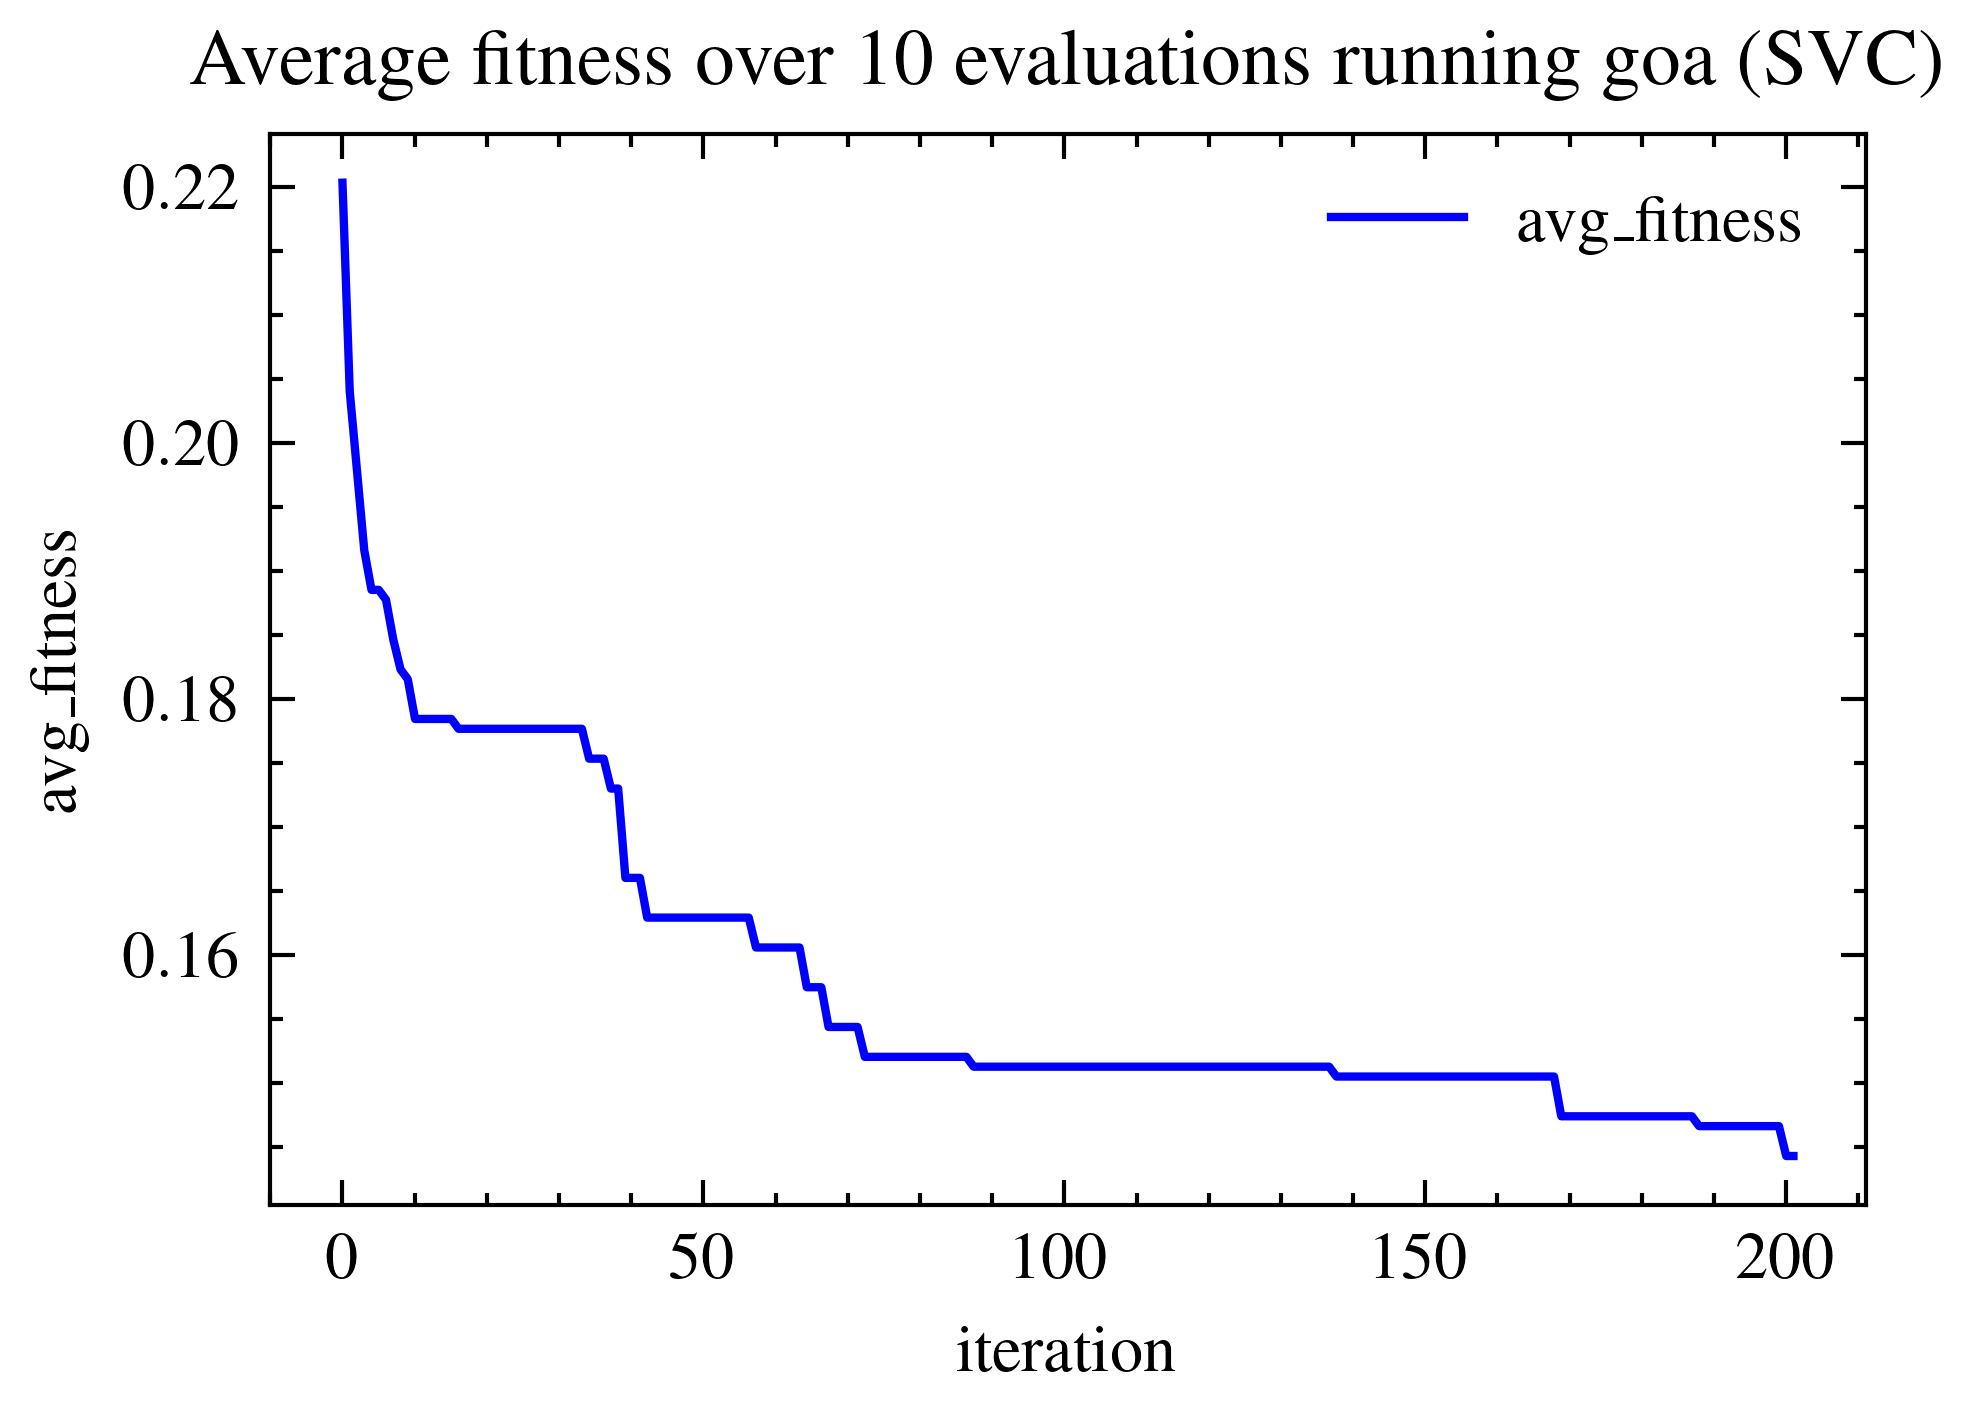 Average fitness over 10 evaluations running goa (SVC)
avg_fitness
0.22
0.20
0.18
0.16
avg_fitness
0
50
100
150
200
iteration